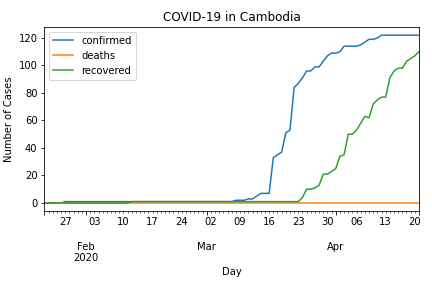 COVID-19 in Cambodia
confirmed
deaths
recovered
Number of Cases
120
100
80
60
40
20
0
27 03 10 17 24 02 09 16 23 30 06 13 20
Feb Mar Apr
2020
Day